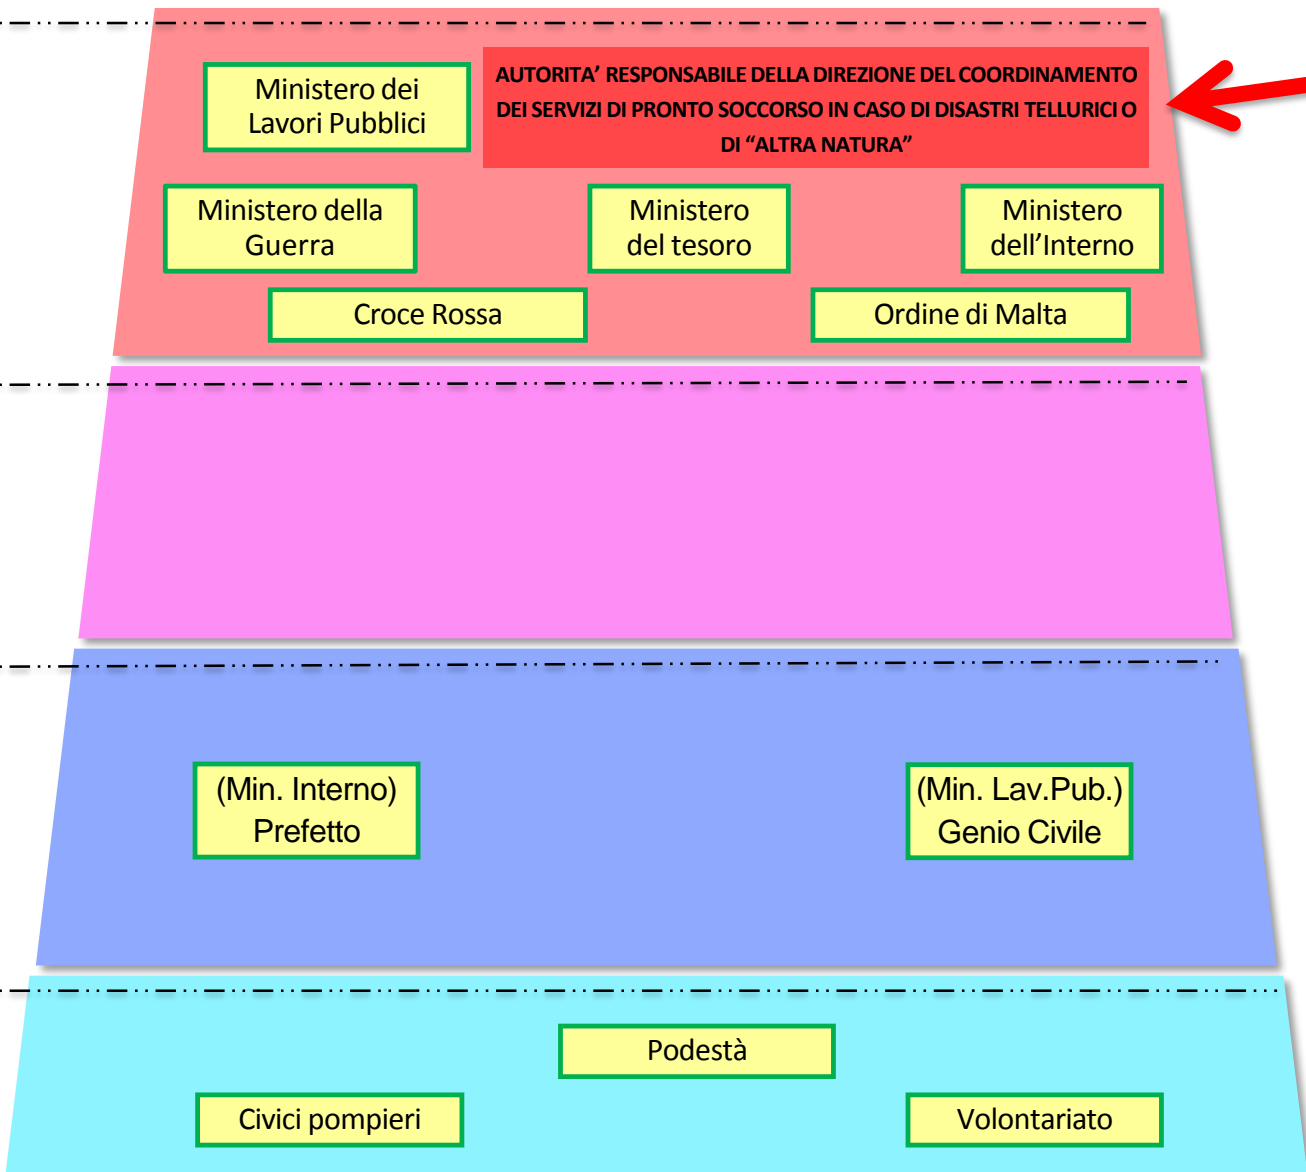 Ministero dei
Lavori Pubblici
AUTORITA’ RESPONSABILE DELLA DIREZIONE DEL COORDINAMENTO
DEI SERVIZI DI PRONTO SOCCORSO IN CASO DI DISASTRI TELLURICI O
DI “ALTRA NATURA”
Ministero della
Guerra
Ministero
del tesoro
Ministero
dell’Interno
Croce Rossa
Ordine di Malta
(Min. Interno)
Prefetto
(Min. Lav.Pub.)
Genio Civile
Podestà
Civici pompieri
Volontariato